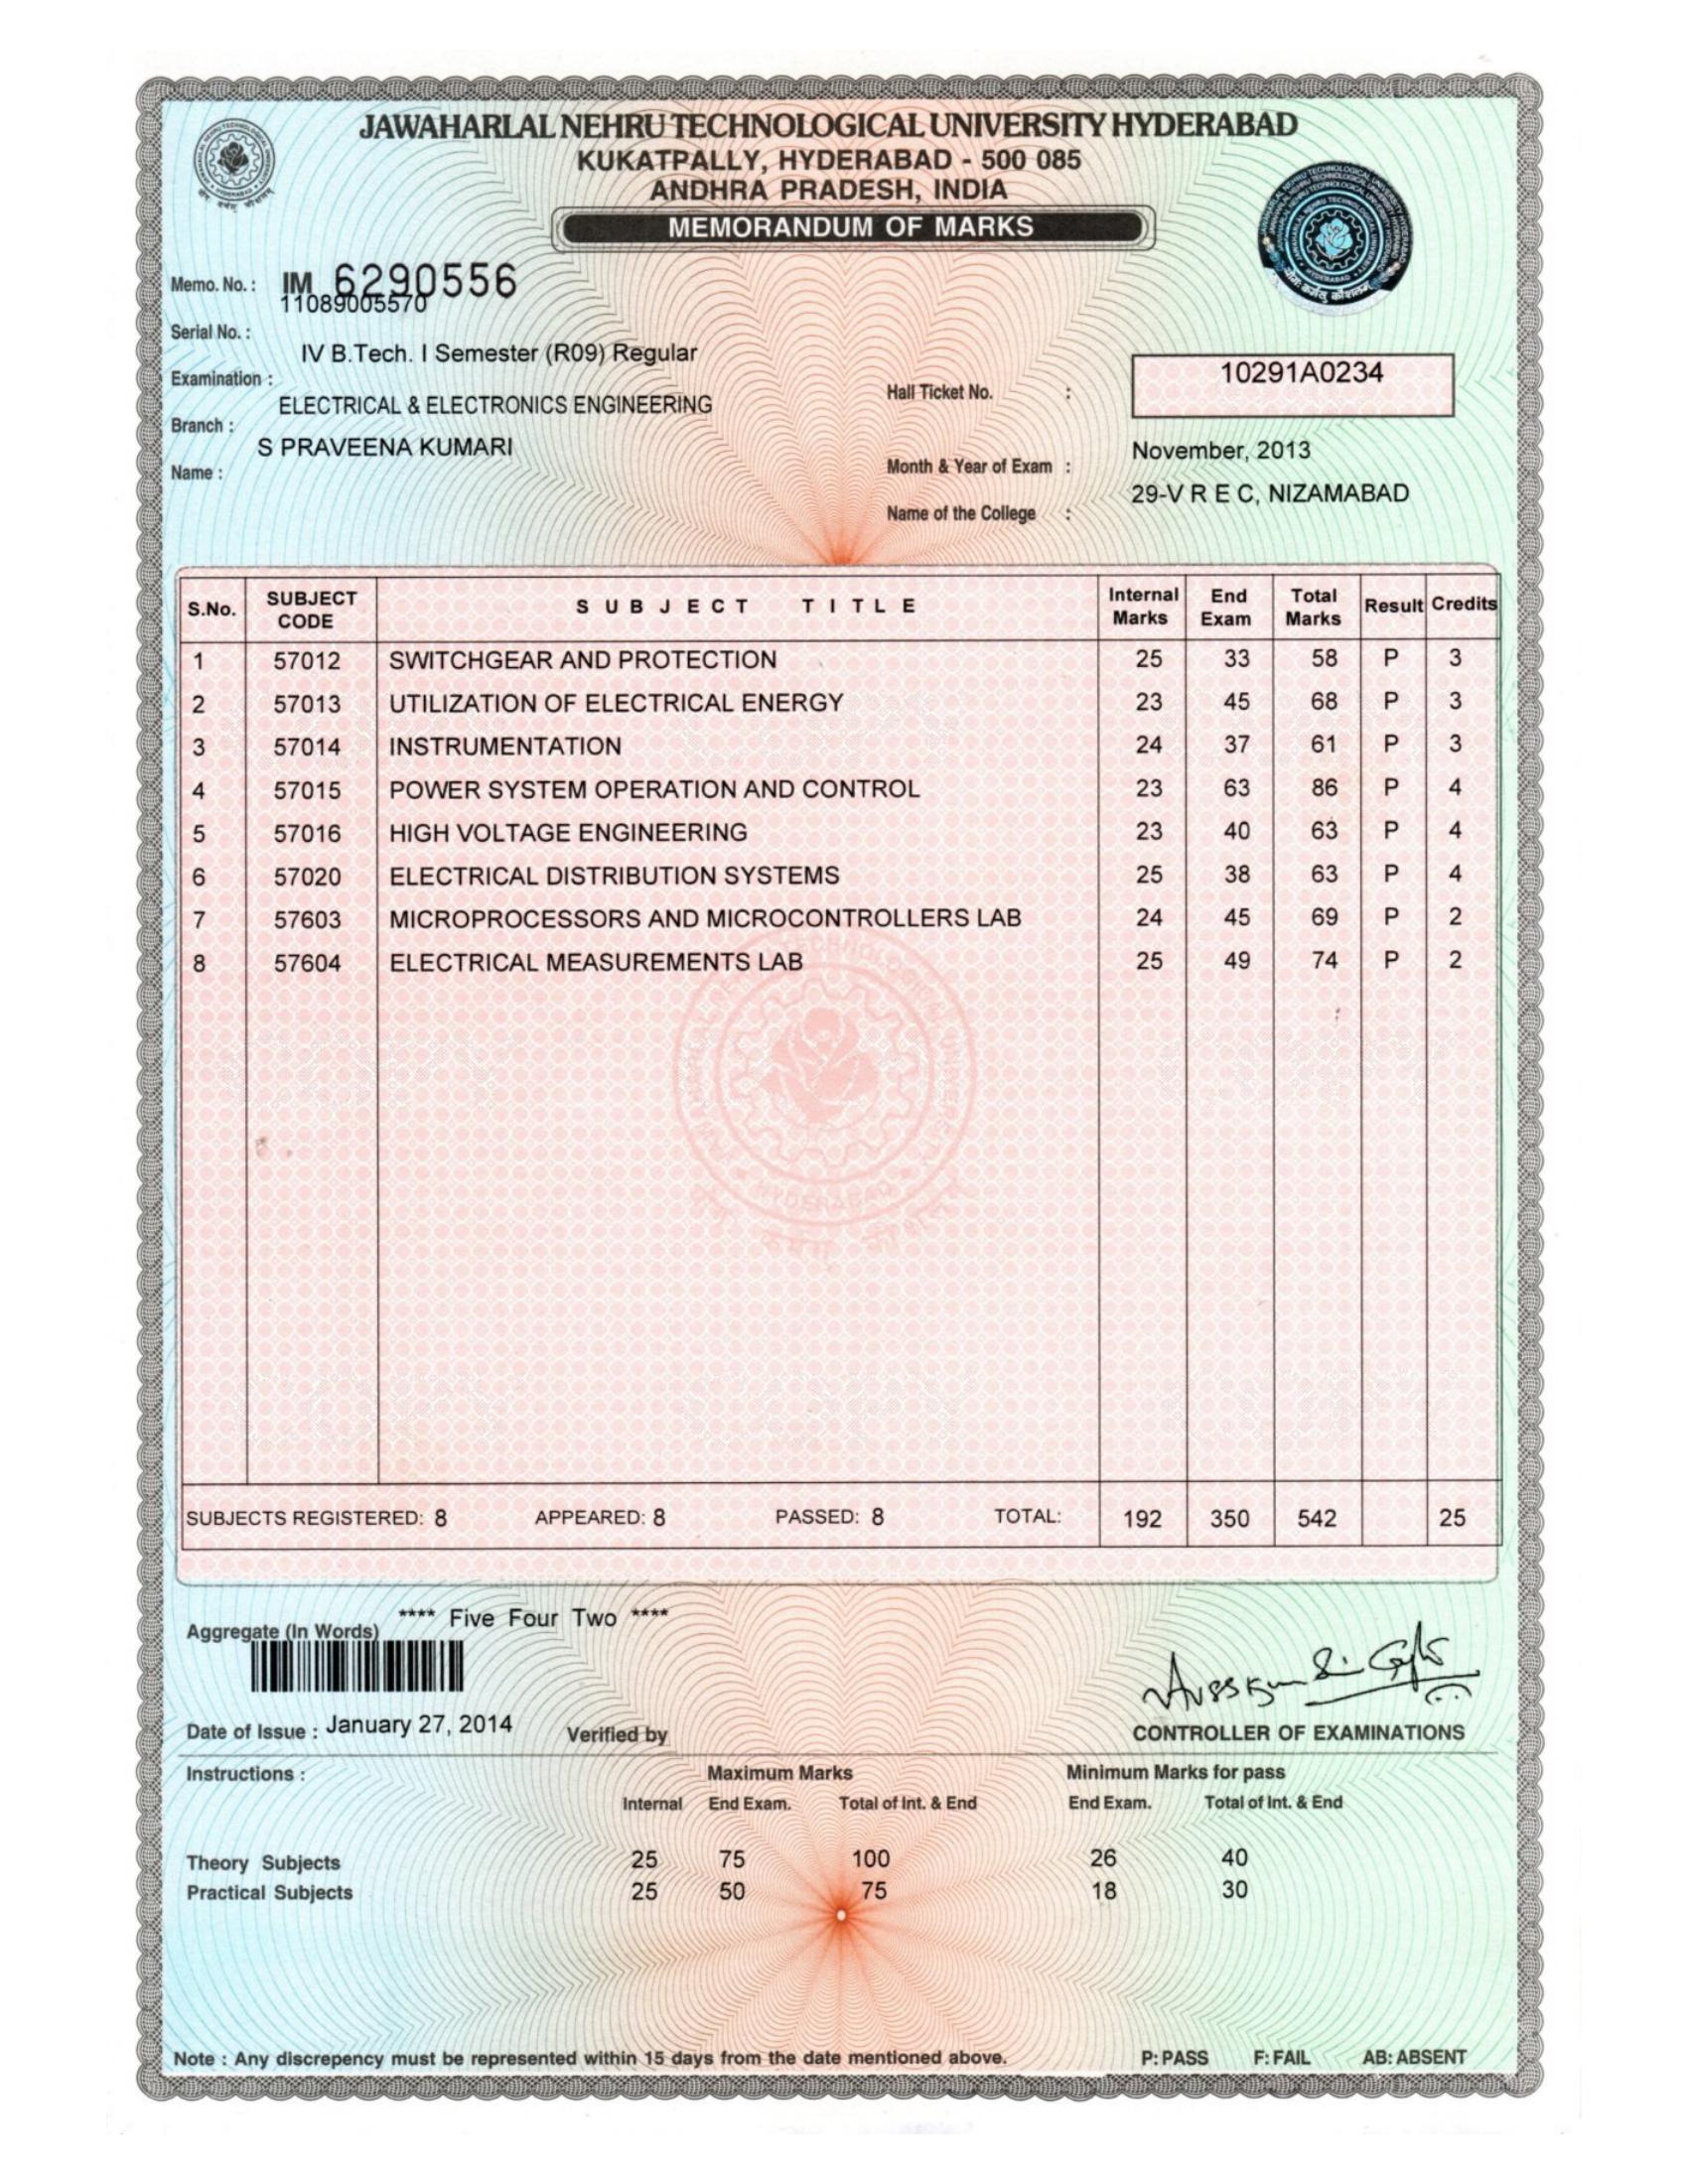 JAWAHARLAL NEHRU TECHNOLOGICAL UNIVERSITY HYDERABAD
KUKATPALLY, HYDERABAD - 500 085
ANDHRA PRADESH, INDIA
MEMORANDUM OF MARKS
Memo. No. : IM 6290556
11089005570
Serial No. :
IV B.Tech. I Semester (R09) Regular
Examination :
ELECTRICAL & ELECTRONICS ENGINEERING
Branch :
S PRAVEENA KUMARI
Name :
Hall Ticket No. : 10291A0234
Month & Year of Exam : November, 2013
Name of the College : 29-V R E C, NIZAMABAD
S.No. SUBJECT CODE SUBJECT TITLE Internal Marks End Exam Total Marks Result Credits
1 57012 SWITCHGEAR AND PROTECTION 25 33 58 P 3
2 57013 UTILIZATION OF ELECTRICAL ENERGY 23 45 68 P 3
3 57014 INSTRUMENTATION 24 37 61 P 3
4 57015 POWER SYSTEM OPERATION AND CONTROL 23 63 86 P 4
5 57016 HIGH VOLTAGE ENGINEERING 23 40 63 P 4
6 57020 ELECTRICAL DISTRIBUTION SYSTEMS 25 38 63 P 4
7 57603 MICROPROCESSORS AND MICROCONTROLLERS LAB 24 45 69 P 2
8 57604 ELECTRICAL MEASUREMENTS LAB 25 49 74 P 2
SUBJECTS REGISTERED: 8 APPEARED: 8 PASSED: 8 TOTAL: 192 350 542 25
Aggregate (In Words) **** Five Four Two ****
Date of Issue : January 27, 2014 Verified by CONTROLLER OF EXAMINATIONS
Instructions : Maximum Marks Minimum Marks for pass
Internal End Exam. Total of Int. & End End Exam. Total of Int. & End
Theory Subjects 25 75 100 26 40
Practical Subjects 25 50 75 18 30
Note : Any discrepency must be represented within 15 days from the date mentioned above. P: PASS F: FAIL AB: ABSENT